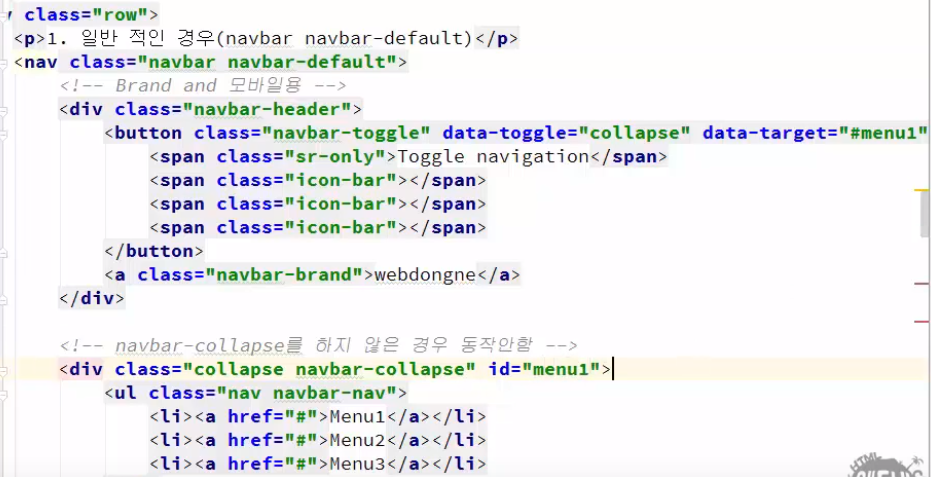 class="row">
<p>1. 일반 적인 경우(navbar navbar-default)</p>
<nav class="navbar navbar-default">
<!-- Brand and 모바일용 -->
<div class="navbar-header">
<button class="navbar-toggle" data-toggle="collapse" data-target="#menu1"
<span class="sr-only">Toggle navigation</span>
<span class="icon-bar"></span>
<span class="icon-bar"></span>
<span class="icon-bar"></span>
</button>
<a class="navbar-brand">webdongne</a>
</div>
<!-- navbar-collapse를 하지 않은 경우 동작안함 -->
<div class="collapse navbar-collapse" id="menu1">
<ul class="nav navbar-nav">
<li><a href="#">Menu1</a></li>
<li><a href="#">Menu2</a></li>
<li><a href="#">Menu3</a></li>
HTML